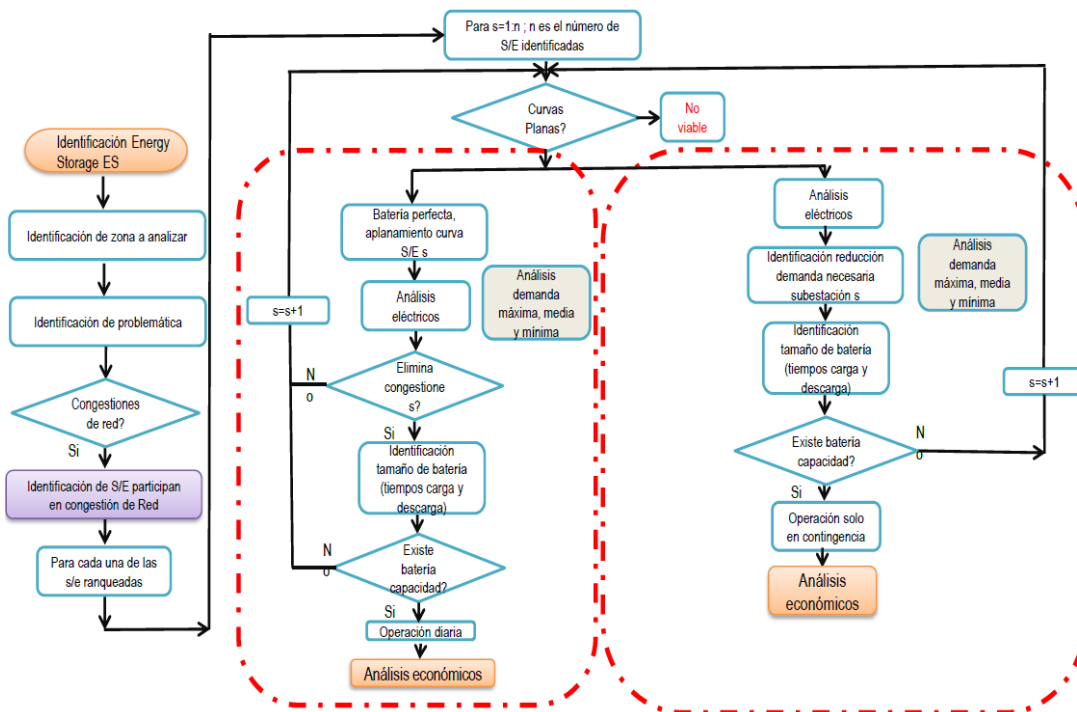 Identificación Energy
Storage ES
Identificación de zona a analizar
Identificación de problemática
Congestiones
de red?
Si
Identificación de S/E participan
en congestión de Red
Para cada una de las
s/e ranqueadas
Para s=1:n ; n es el número de
S/E identificadas
Curvas
Planas?
No
viable
Batería perfecta,
aplanamiento curva
S/E s
Análisis
eléctricos
Análisis
demanda
máxima, media
y mínima
s=s+1
Elimina
congestione
s?
N
o
Si
Identificación
tamaño de batería
(tiempos carga y
descarga)
Existe
batería
capacidad?
N
o
Si
Operación diaria
Análisis económicos
Análisis
eléctricos
Identificación reducción
demanda necesaria
subestación s
Análisis
demanda
máxima, media
y mínima
Identificación
tamaño de batería
(tiempos carga y
descarga)
s=s+1
Existe batería
capacidad?
N
o
Si
Operación solo
en contingencia
Análisis
económicos